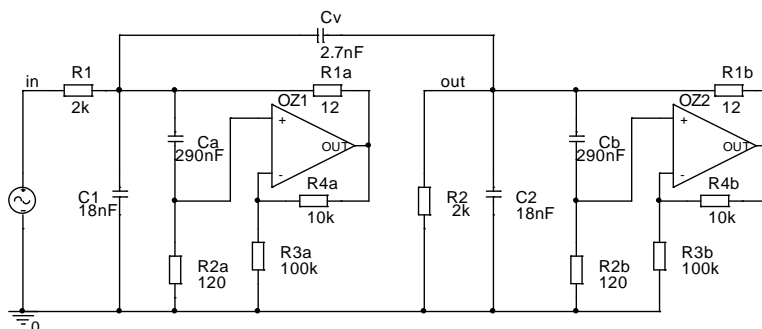 Cv
2.7nF
in
R1
2k
R1a
12
OZ1
+
-
OUT
Ca
290nF
C1
18nF
R4a
10k
R2a
120
R3a
100k
out
R2
2k
C2
18nF
R1b
12
OZ2
+
-
OUT
Cb
290nF
R4b
10k
R2b
120
R3b
100k
0